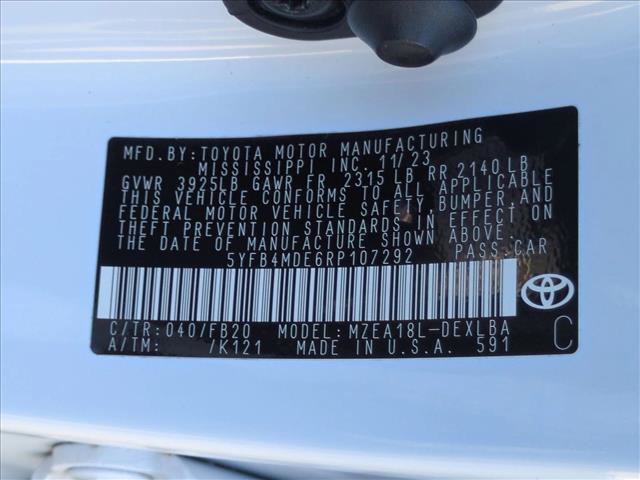 MFD.BY:TOYOTA MOTOR MANUFACTURING
MISSISSIPPI INC. 11/23
GVWR 3925LB GAWR FR 2315 LB RR 2140 LB
THIS VEHICLE CONFORMS TO ALL APPLICABLE
FEDERAL MOTOR VEHICLE SAFETY, BUMPER, AND
THEFT PREVENTION STANDARDS IN EFFECT ON
THE DATE OF MANUFACTURE SHOWN ABOVE.
5YFB4MDE6RP107292 PASS.CAR
C/TR:040/FB20 MODEL:MZEA18L-DEXLBA
A/TM: /K121 MADE IN U.S.A. 591
C